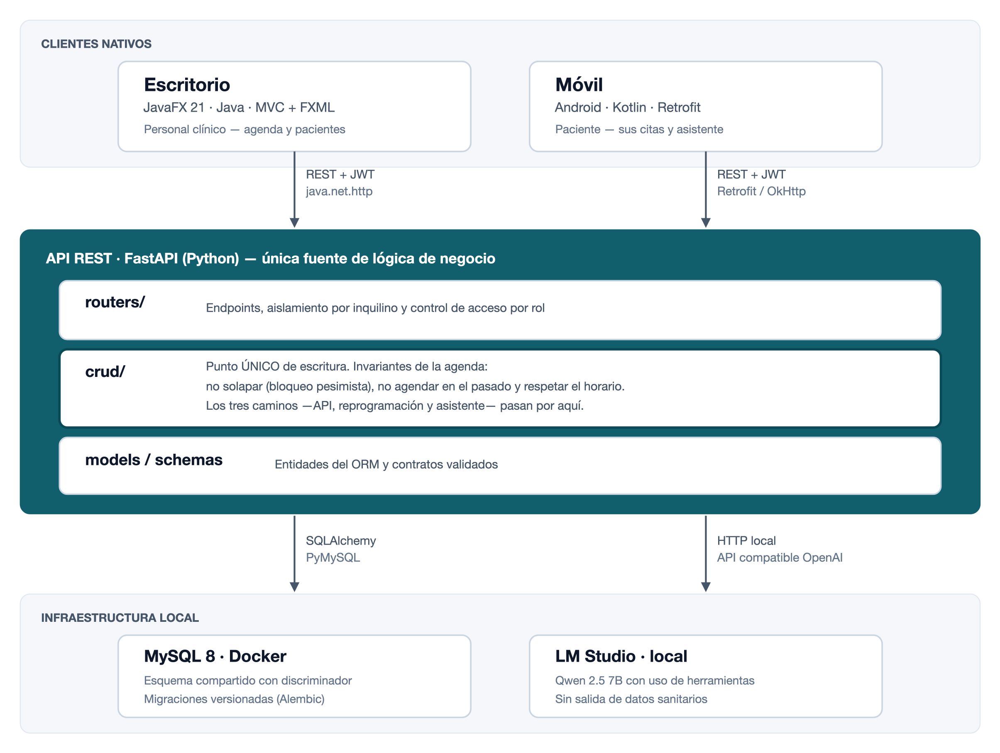 CLIENTES NATIVOS
Escritorio
JavaFX 21 · Java · MVC + FXML
Personal clínico — agenda y pacientes
Móvil
Android · Kotlin · Retrofit
Paciente — sus citas y asistente
REST + JWT
java.net.http
REST + JWT
Retrofit / OkHttp
API REST · FastAPI (Python) — única fuente de lógica de negocio
routers/
Endpoints, aislamiento por inquilino y control de acceso por rol
crud/
Punto ÚNICO de escritura. Invariantes de la agenda:
no solapar (bloqueo pesimista), no agendar en el pasado y respetar el horario.
Los tres caminos —API, reprogramación y asistente— pasan por aquí.
models / schemas
Entidades del ORM y contratos validados
SQLAlchemy
PyMySQL
HTTP local
API compatible OpenAI
INFRAESTRUCTURA LOCAL
MySQL 8 · Docker
Esquema compartido con discriminador
Migraciones versionadas (Alembic)
LM Studio · local
Qwen 2.5 7B con uso de herramientas
Sin salida de datos sanitarios